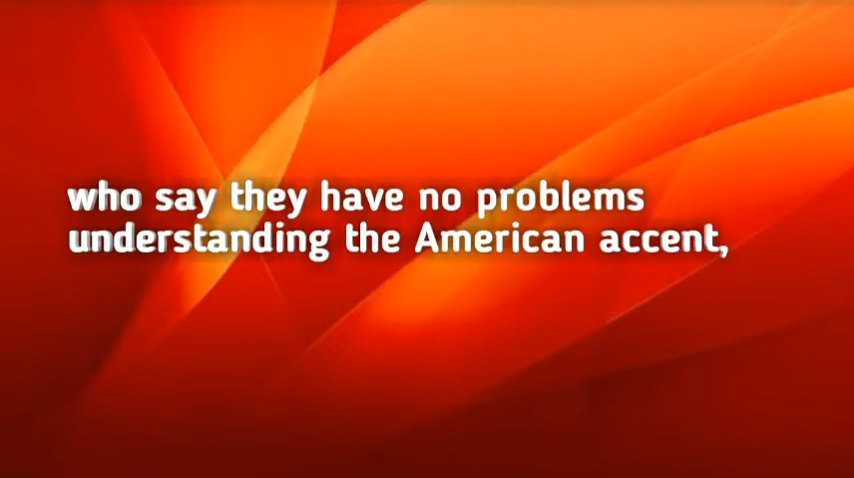 who say they have no problems
understanding the American accent,